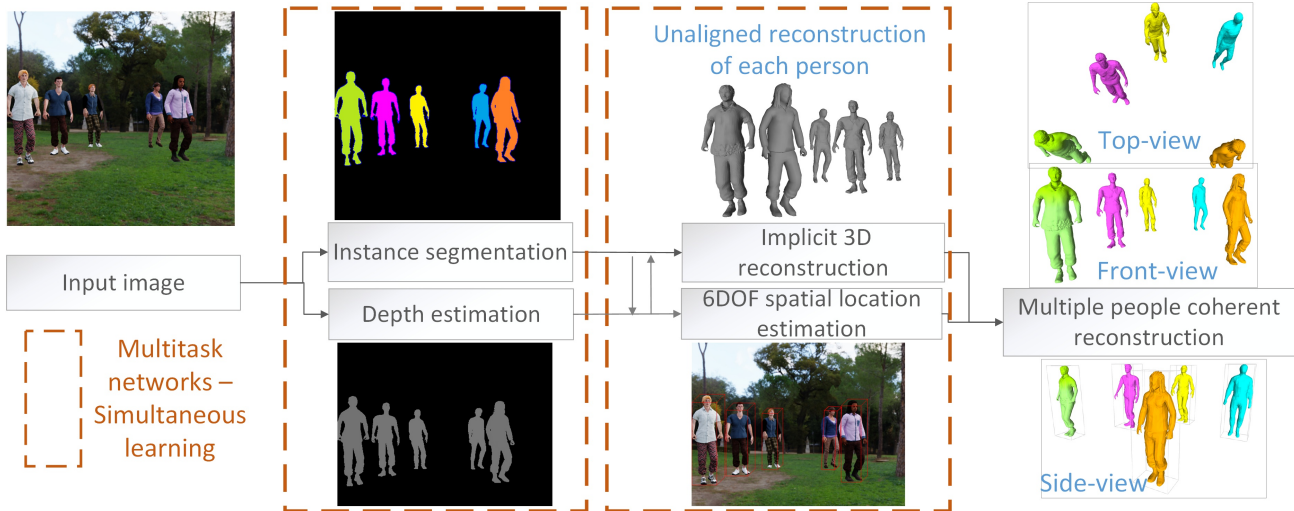 Input image
Multitask
networks –
Simultaneous
learning
Instance segmentation
Depth estimation
Unaligned reconstruction
of each person
Implicit 3D
reconstruction
6DOF spatial location
estimation
Top-view
Front-view
Multiple people coherent
reconstruction
Side-view